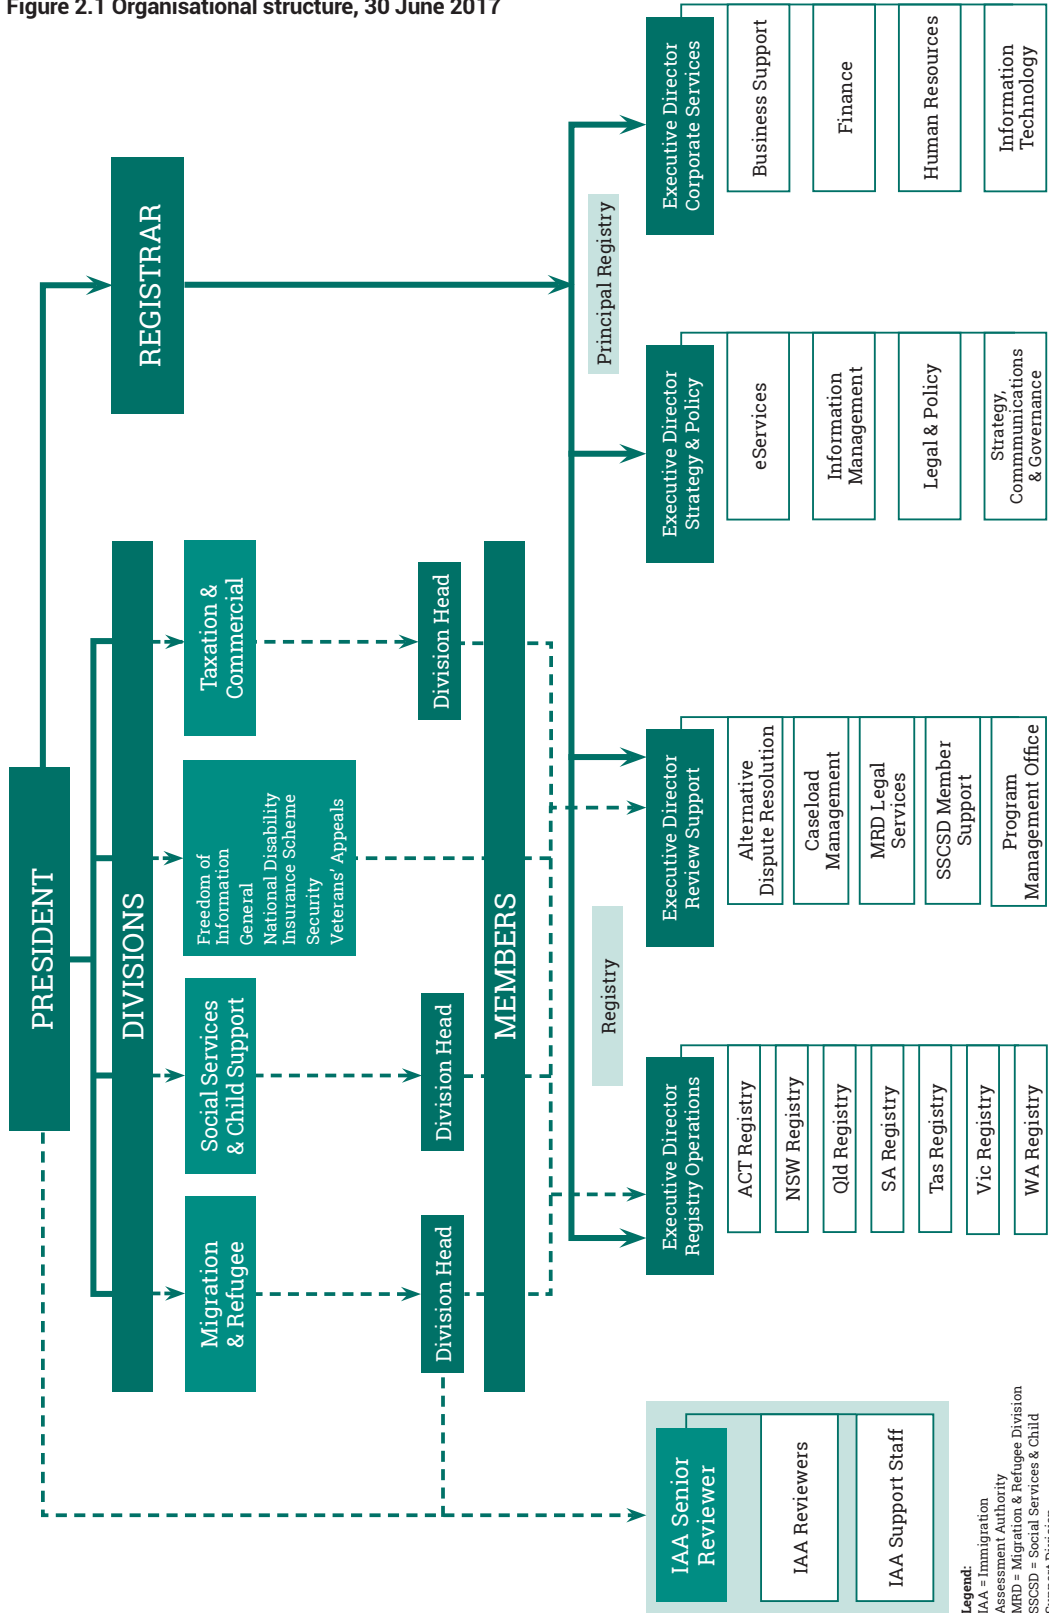 Figure 2.1 Organisational structure, 30 June 2017
PRESIDENT
REGISTRAR
DIVISIONS
Migration
& Refugee
Social Services
& Child Support
Freedom of
Information
General
National Disability
Insurance Scheme
Security
Veterans' Appeals
Taxation &
Commercial
Division Head
Division Head
Division Head
MEMBERS
Registry
Principal Registry
IAA Senior
Reviewer
IAA Reviewers
IAA Support Staff
Executive Director
Registry Operations
ACT Registry
NSW Registry
Qld Registry
SA Registry
Tas Registry
Vic Registry
WA Registry
Executive Director
Review Support
Alternative
Dispute Resolution
Caseload
Management
MRD Legal
Services
SSCSD Member
Support
Program
Management Office
Executive Director
Strategy & Policy
eServices
Information
Management
Legal & Policy
Strategy,
Commmunications
& Governance
Executive Director
Corporate Services
Business Support
Finance
Human Resources
Information
Technology
Legend:
IAA = Immigration
Assessment Authority
MRD = Migration & Refugee Division
SSCSD = Social Services & Child
Support Division